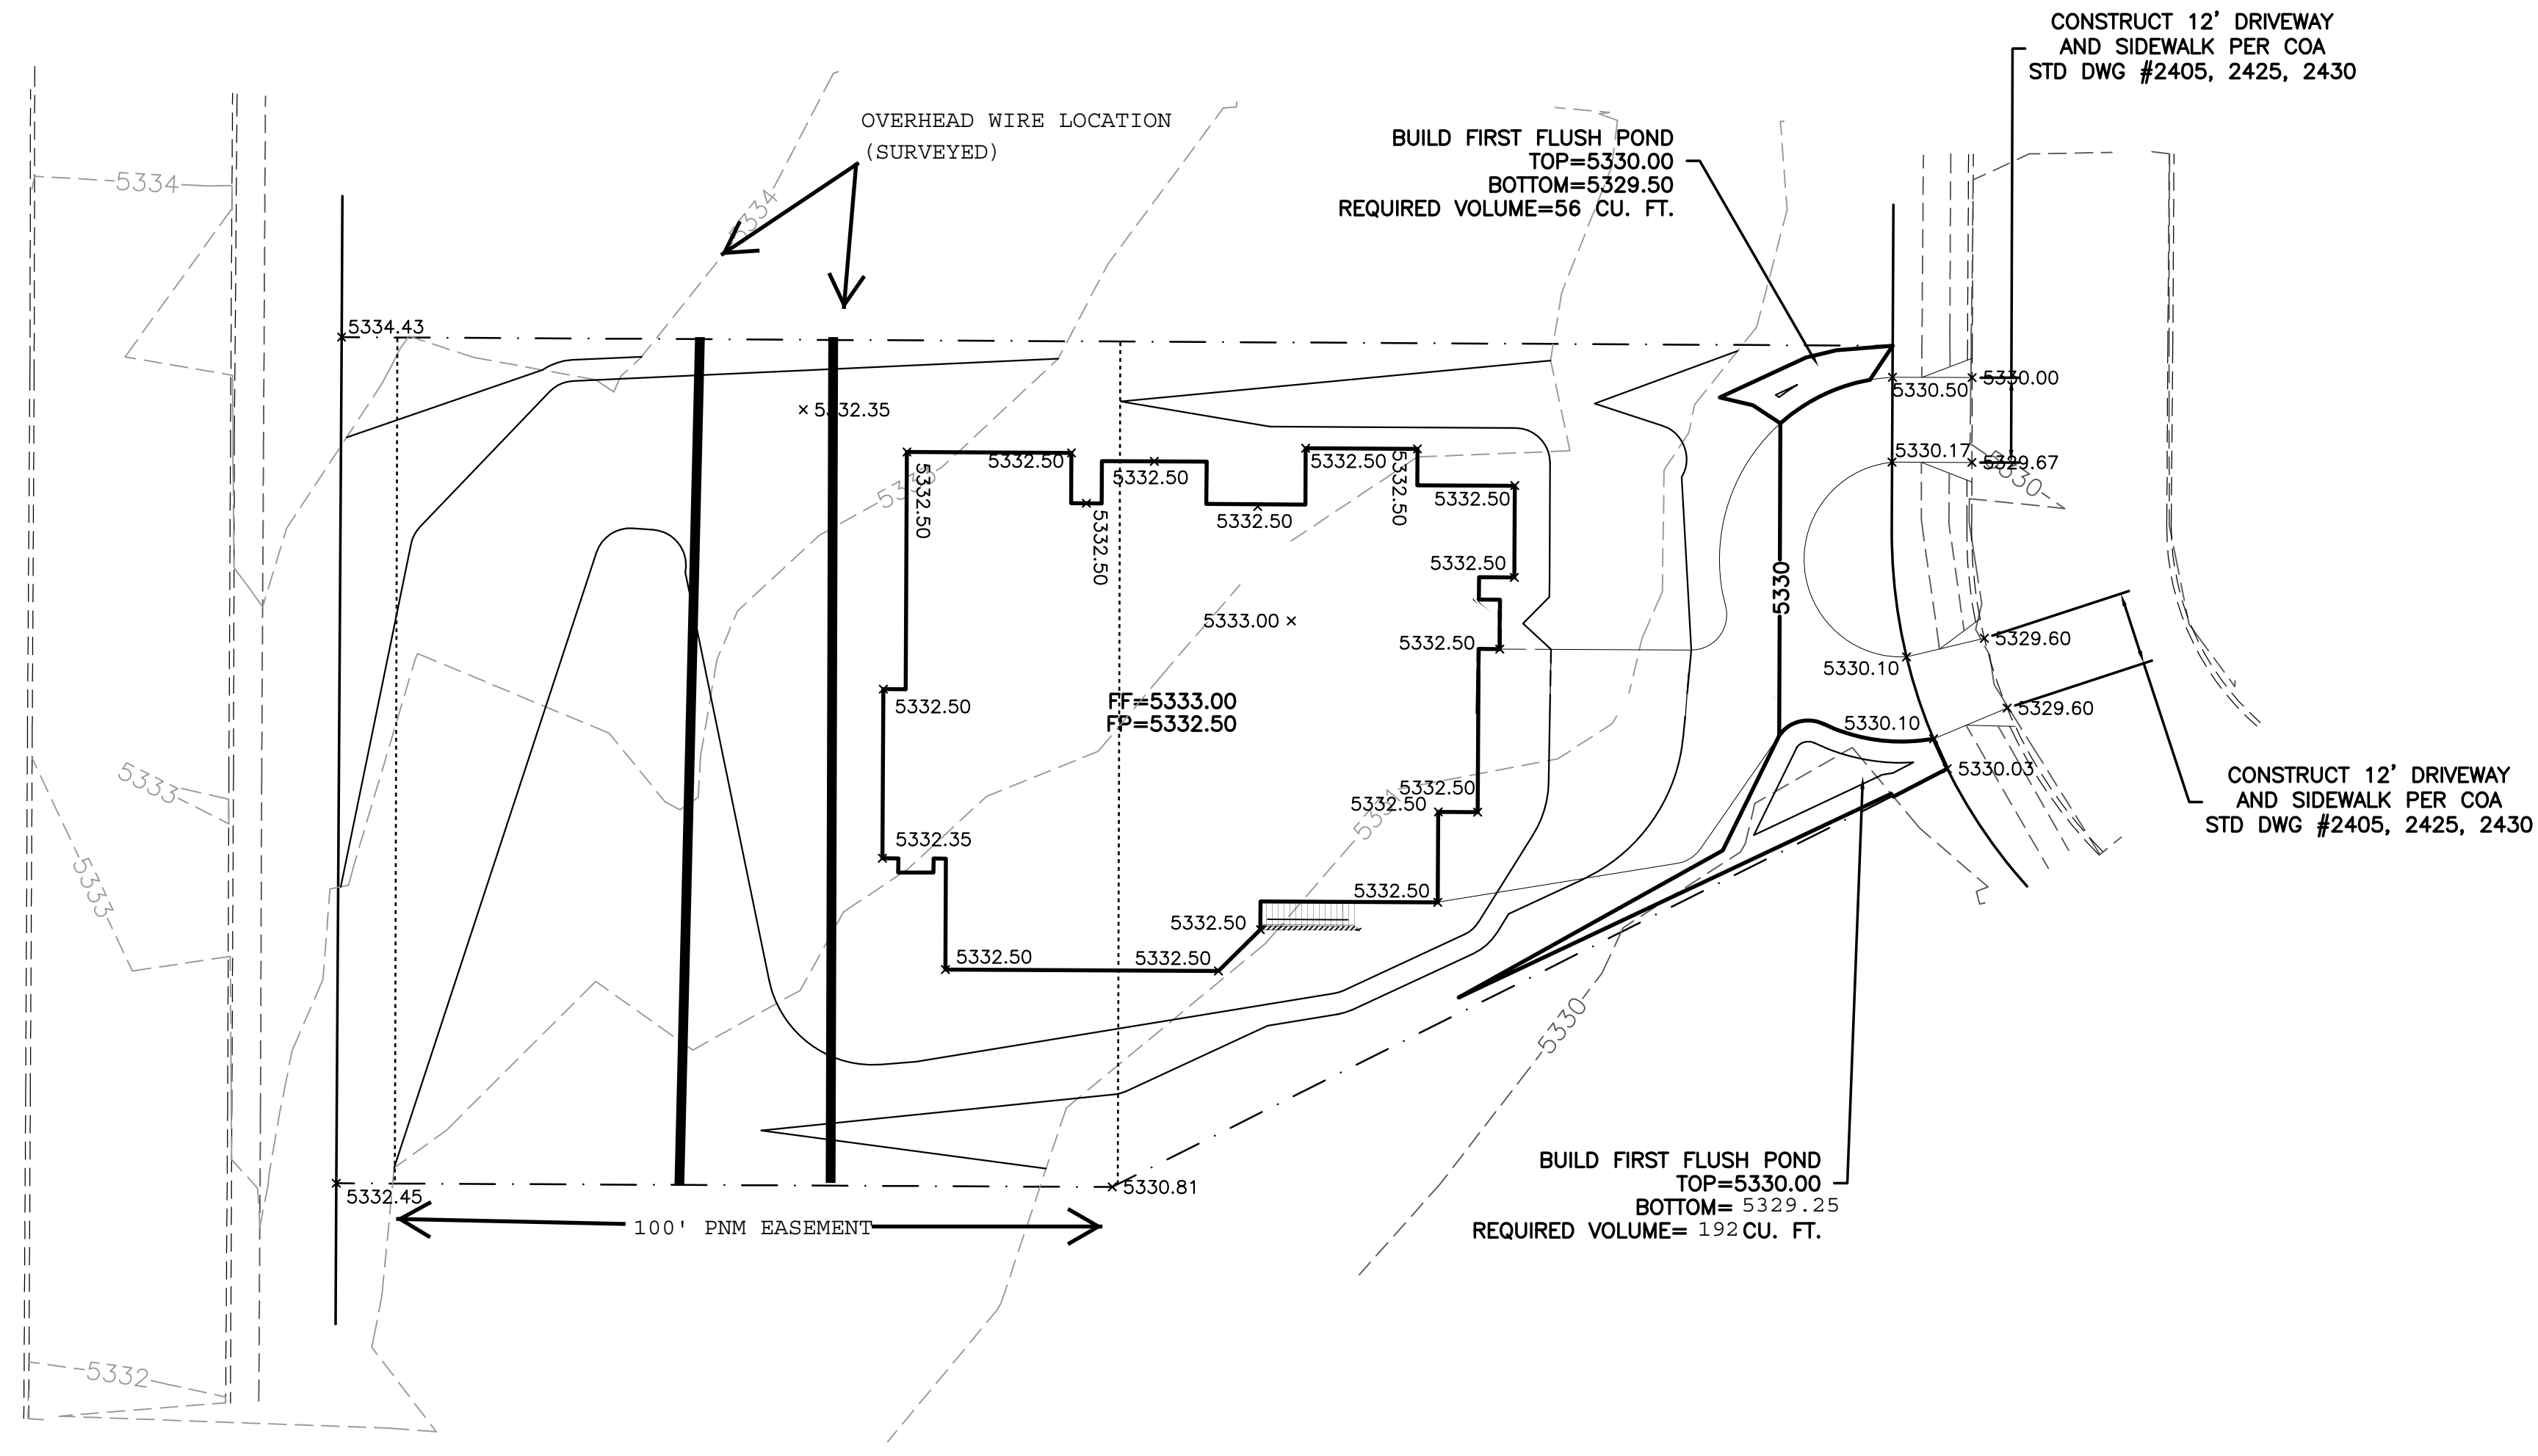 CONSTRUCT 12' DRIVEWAY
AND SIDEWALK PER COA
STD DWG #2405, 2425, 2430
OVERHEAD WIRE LOCATION
(SURVEYED)
BUILD FIRST FLUSH POND
TOP=5330.00
BOTTOM=5329.50
REQUIRED VOLUME=56 CU. FT.
5334
5334
5334.43
5330.00
5330.50
5332.35
5330.17
5329.67
5330
5332.50
5332.50
5332.50
5332.50
5332.50
5332.50
5332.50
5332.50
5332.50
5332.50
5330
5333.00
5332.50
5329.60
5330.10
FF=5333.00
FP=5332.50
5332.50
5329.60
5330.10
5330.03
5333
5333
5332.50
5332.50
5332.35
5332.50
5332.50
5332.50
5332.50
5330
CONSTRUCT 12' DRIVEWAY
AND SIDEWALK PER COA
STD DWG #2405, 2425, 2430
BUILD FIRST FLUSH POND
TOP=5330.00
BOTTOM= 5329.25
REQUIRED VOLUME= 192 CU. FT.
5332.45
5330.81
100' PNM EASEMENT
5332